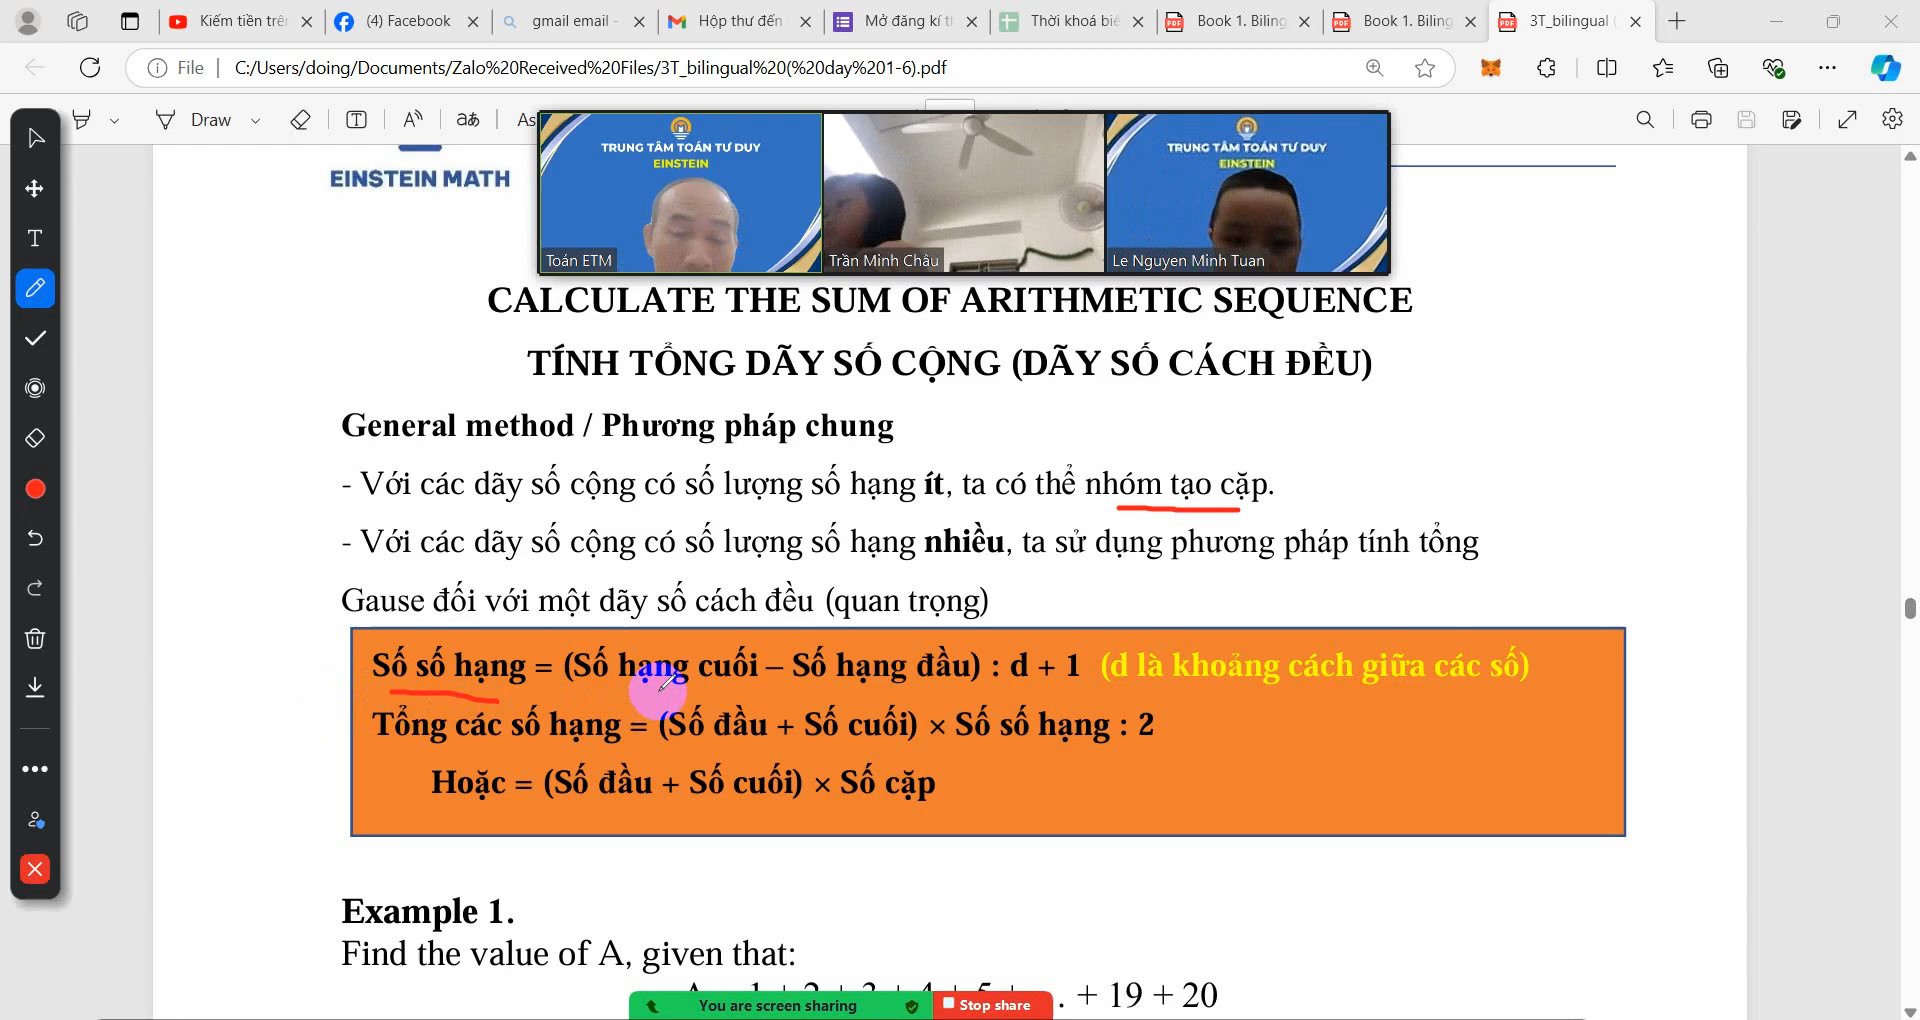 Kiếm tiền trê
(4) Facebook
gmail email -
Hộp thư đến
Mở đăng kí t
Thời khoá biể
Book 1. Biling
Book 1. Biling
3T_bilingual
File
C:/Users/doing/Documents/Zalo%20Received%20Files/3T_bilingual%20(%20day%201-6).pdf
Draw
As
EINSTEIN MATH
TRUNG TÂM TOÁN TƯ DUY
EINSTEIN
Toán ETM
Trần Minh Châu
TRUNG TÂM TOÁN TƯ DUY
EINSTEIN
Le Nguyen Minh Tuan
CALCULATE THE SUM OF ARITHMETIC SEQUENCE
TÍNH TỔNG DÃY SỐ CỘNG (DÃY SỐ CÁCH ĐỀU)
General method / Phương pháp chung
- Với các dãy số cộng có số lượng số hạng ít, ta có thể nhóm tạo cặp.
- Với các dãy số cộng có số lượng số hạng nhiều, ta sử dụng phương pháp tính tổng
Gause đối với một dãy số cách đều (quan trọng)
Số số hạng = (Số hạng cuối – Số hạng đầu) : d + 1 (d là khoảng cách giữa các số)
Tổng các số hạng = (Số đầu + Số cuối) × Số số hạng : 2
Hoặc = (Số đầu + Số cuối) × Số cặp
Example 1.
Find the value of A, given that:
+ 19 + 20
You are screen sharing
Stop share